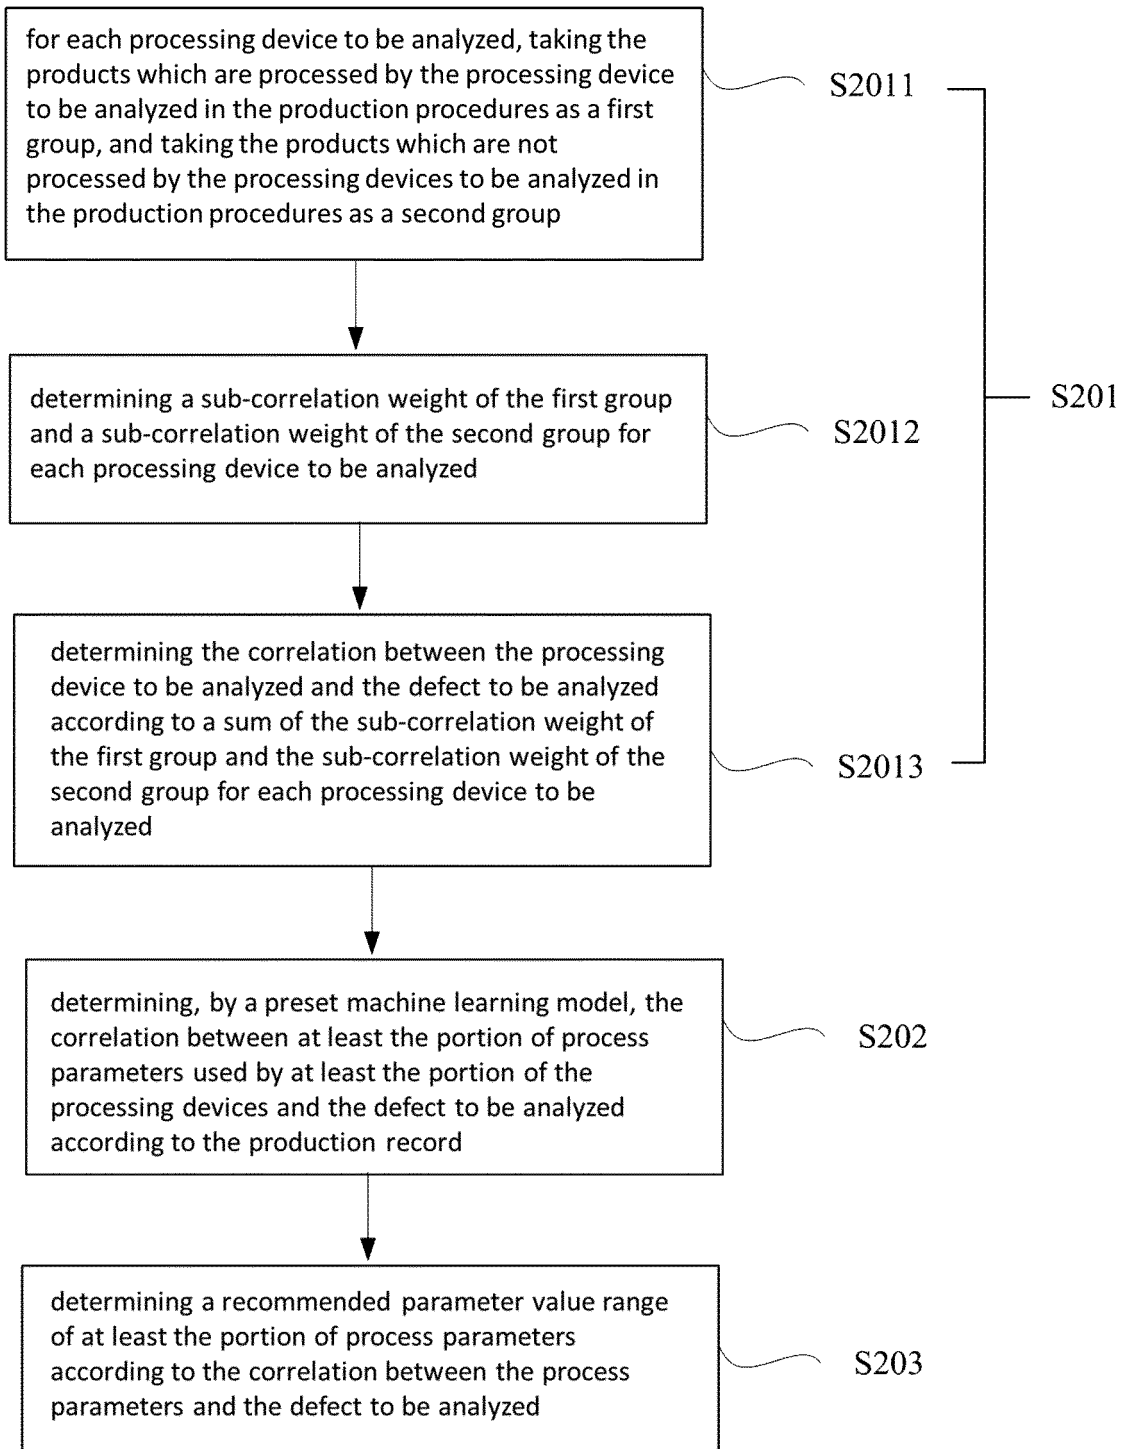 for each processing device to be analyzed, taking the
products which are processed by the processing device
to be analyzed in the production procedures as a first
group, and taking the products which are not
processed by the processing devices to be analyzed in
the production procedures as a second group
S2011
determining a sub-correlation weight of the first group
and a sub-correlation weight of the second group for
each processing device to be analyzed
S2012
S201
determining the correlation between the processing
device to be analyzed and the defect to be analyzed
according to a sum of the sub-correlation weight of
the first group and the sub-correlation weight of the
second group for each processing device to be
analyzed
S2013
determining, by a preset machine learning model, the
correlation between at least the portion of process
parameters used by at least the portion of the
processing devices and the defect to be analyzed
according to the production record
S202
determining a recommended parameter value range
of at least the portion of process parameters
according to the correlation between the process
parameters and the defect to be analyzed
S203